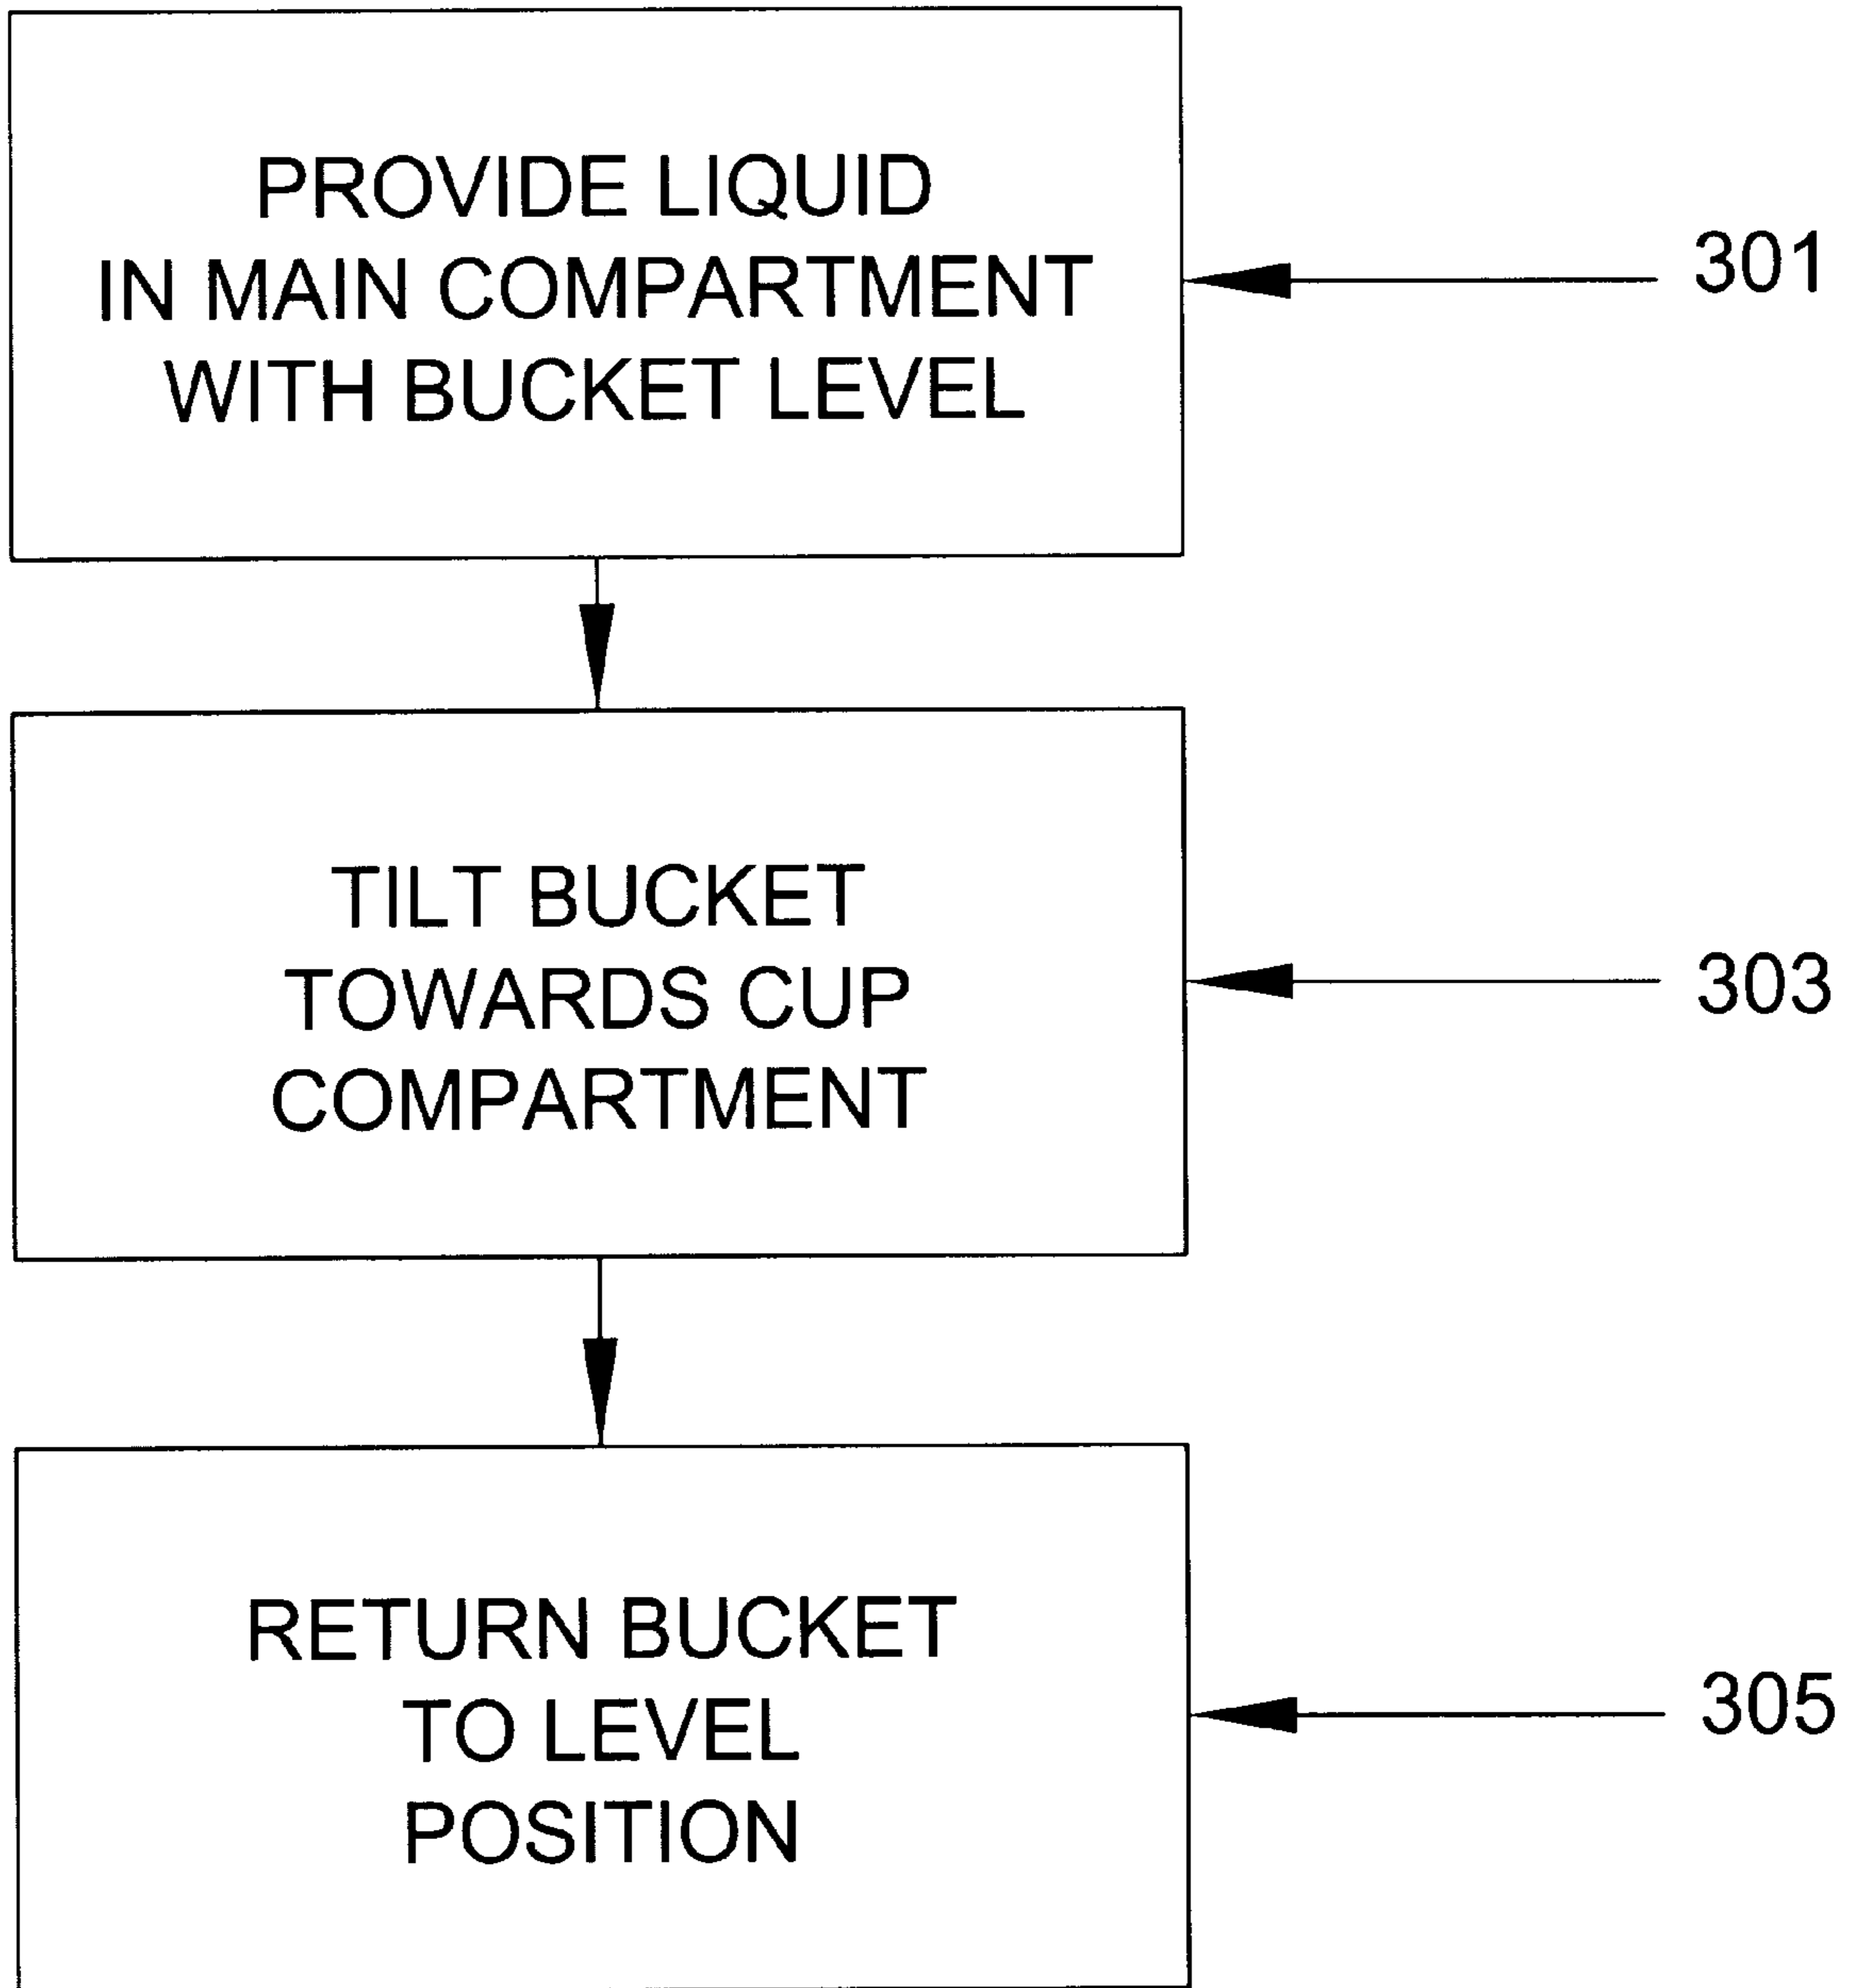 PROVIDE LIQUID
IN MAIN COMPARTMENT
WITH BUCKET LEVEL
301
TILT BUCKET
TOWARDS CUP
COMPARTMENT
303
RETURN BUCKET
TO LEVEL
POSITION
305